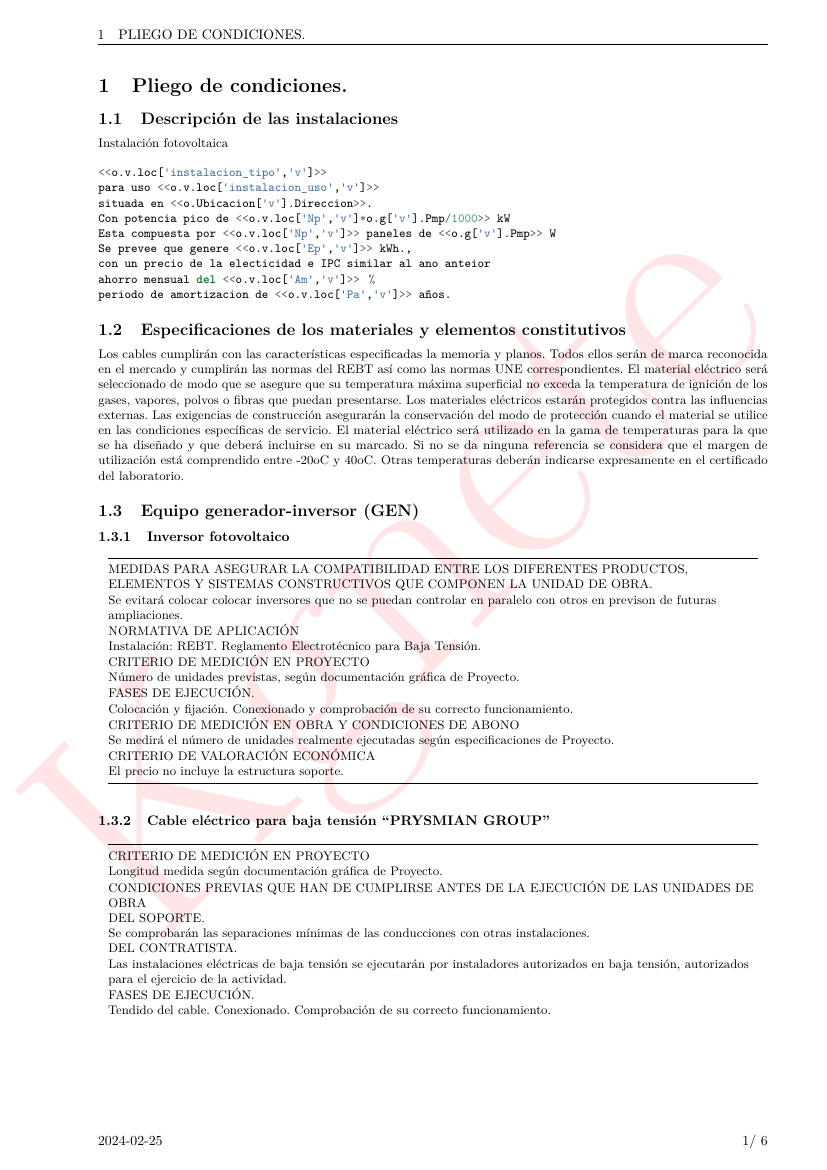 1 PLIEGO DE CONDICIONES.
1 Pliego de condiciones.
1.1 Descripción de las instalaciones
Instalación fotovoltaica
<<o.v.loc['instalacion_tipo','v']>>
para uso <<o.v.loc['instalacion_uso','v']>>
situada en <<o.Ubicacion['v'].Direccion>>.
Con potencia pico de <<o.v.loc['Np','v']*o.g['v'].Pmp/1000>> kW
Esta compuesta por <<o.v.loc['Np','v']>> paneles de <<o.g['v'].Pmp>> W
Se prevee que genere <<o.v.loc['Ep','v']>> kWh.,
con un precio de la electicidad e IPC similar al ano anteior
ahorro mensual del <<o.v.loc['Am','v']>> %
periodo de amortizacion de <<o.v.loc['Pa','v']>> años.
1.2 Especificaciones de los materiales y elementos constitutivos
Los cables cumplirán con las características especificadas la memoria y planos. Todos ellos serán de marca reconocida
en el mercado y cumplirán las normas del REBT así como las normas UNE correspondientes. El material eléctrico será
seleccionado de modo que se asegure que su temperatura máxima superficial no exceda la temperatura de ignición de los
gases, vapores, polvos o fibras que puedan presentarse. Los materiales eléctricos estarán protegidos contra las influencias
externas. Las exigencias de construcción asegurarán la conservación del modo de protección cuando el material se utilice
en las condiciones específicas de servicio. El material eléctrico será utilizado en la gama de temperaturas para la que
se ha diseñado y que deberá incluirse en su marcado. Si no se da ninguna referencia se considera que el margen de
utilización está comprendido entre -20oC y 40oC. Otras temperaturas deberán indicarse expresamente en el certificado
del laboratorio.
1.3 Equipo generador-inversor (GEN)
1.3.1 Inversor fotovoltaico
MEDIDAS PARA ASEGURAR LA COMPATIBILIDAD ENTRE LOS DIFERENTES PRODUCTOS,
ELEMENTOS Y SISTEMAS CONSTRUCTIVOS QUE COMPONEN LA UNIDAD DE OBRA.
Se evitará colocar colocar inversores que no se puedan controlar en paralelo con otros en previson de futuras
ampliaciones.
NORMATIVA DE APLICACIÓN
Instalación: REBT. Reglamento Electrotécnico para Baja Tensión.
CRITERIO DE MEDICIÓN EN PROYECTO
Número de unidades previstas, según documentación gráfica de Proyecto.
FASES DE EJECUCIÓN.
Colocación y fijación. Conexionado y comprobación de su correcto funcionamiento.
CRITERIO DE MEDICIÓN EN OBRA Y CONDICIONES DE ABONO
Se medirá el número de unidades realmente ejecutadas según especificaciones de Proyecto.
CRITERIO DE VALORACIÓN ECONÓMICA
El precio no incluye la estructura soporte.
1.3.2 Cable eléctrico para baja tensión “PRYSMIAN GROUP”
CRITERIO DE MEDICIÓN EN PROYECTO
Longitud medida según documentación gráfica de Proyecto.
CONDICIONES PREVIAS QUE HAN DE CUMPLIRSE ANTES DE LA EJECUCIÓN DE LAS UNIDADES DE
OBRA
DEL SOPORTE.
Se comprobarán las separaciones mínimas de las conducciones con otras instalaciones.
DEL CONTRATISTA.
Las instalaciones eléctricas de baja tensión se ejecutarán por instaladores autorizados en baja tensión, autorizados
para el ejercicio de la actividad.
FASES DE EJECUCIÓN.
Tendido del cable. Conexionado. Comprobación de su correcto funcionamiento.
2024-02-25
1/ 6
Kgnete